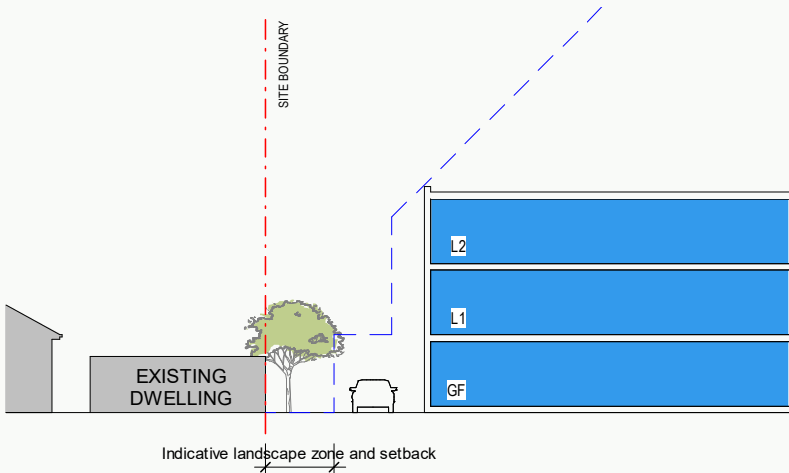 SITE BOUNDARY
L2
L1
EXISTING
DWELLING
GF
Indicative landscape zone and setback